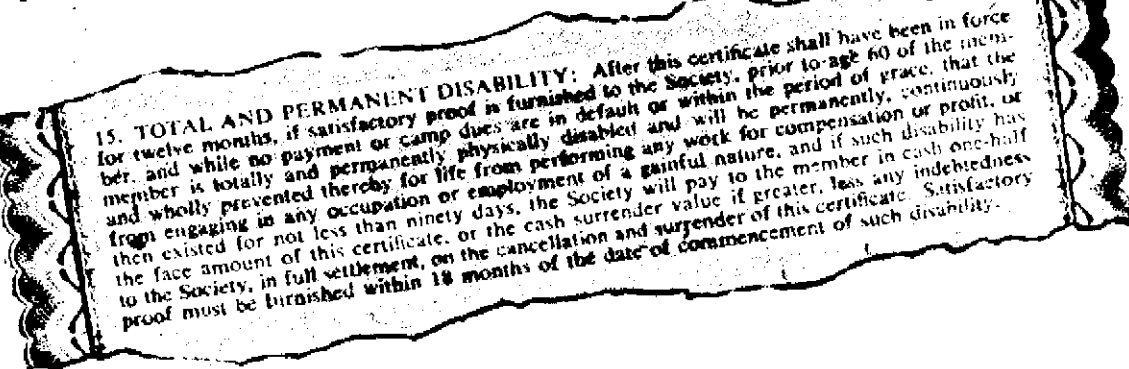 15. TOTAL AND PERMANENT DISABILITY: After this certificate shall have been in force
for twelve months, if satisfactory proof is furnished to the Society, prior to age 60 of the mem-
ber, and while no payment or camp dues are in default or within the period of grace, that the
member is totally and permanently physically disabled and will be permanently, continuously
and wholly prevented thereby for life from performing any work for compensation or profit, or
from engaging in any occupation or employment of a gainful nature, and if such disability has
then existed for not less than ninety days, the Society will pay to the member in cash one-half
the face amount of this certificate, or the cash surrender value if greater, less any indebtedness
to the Society, in full settlement, on the cancellation and surrender of this certificate. Satisfactory
proof must be furnished within 18 months of the date of commencement of such disability.